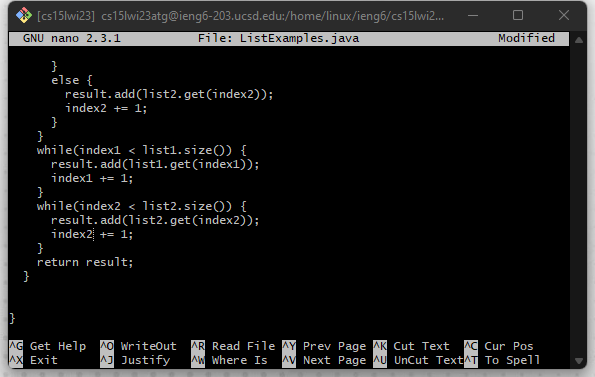 [cs15lwi23] cs15lwi23atg@ieng6-203.ucsd.edu:/home/linux/ieng6/cs15lwi2...
GNU nano 2.3.1 File: ListExamples.java Modified
}
else {
result.add(list2.get(index2));
index2 += 1;
}
}
while(index1 < list1.size()) {
result.add(list1.get(index1));
index1 += 1;
}
while(index2 < list2.size()) {
result.add(list2.get(index2));
index2 += 1;
}
return result;
}
}
^G Get Help ^O WriteOut ^R Read File ^Y Prev Page ^K Cut Text ^C Cur Pos
^X Exit ^J Justify ^W Where Is ^V Next Page ^U UnCut Text ^T To Spell